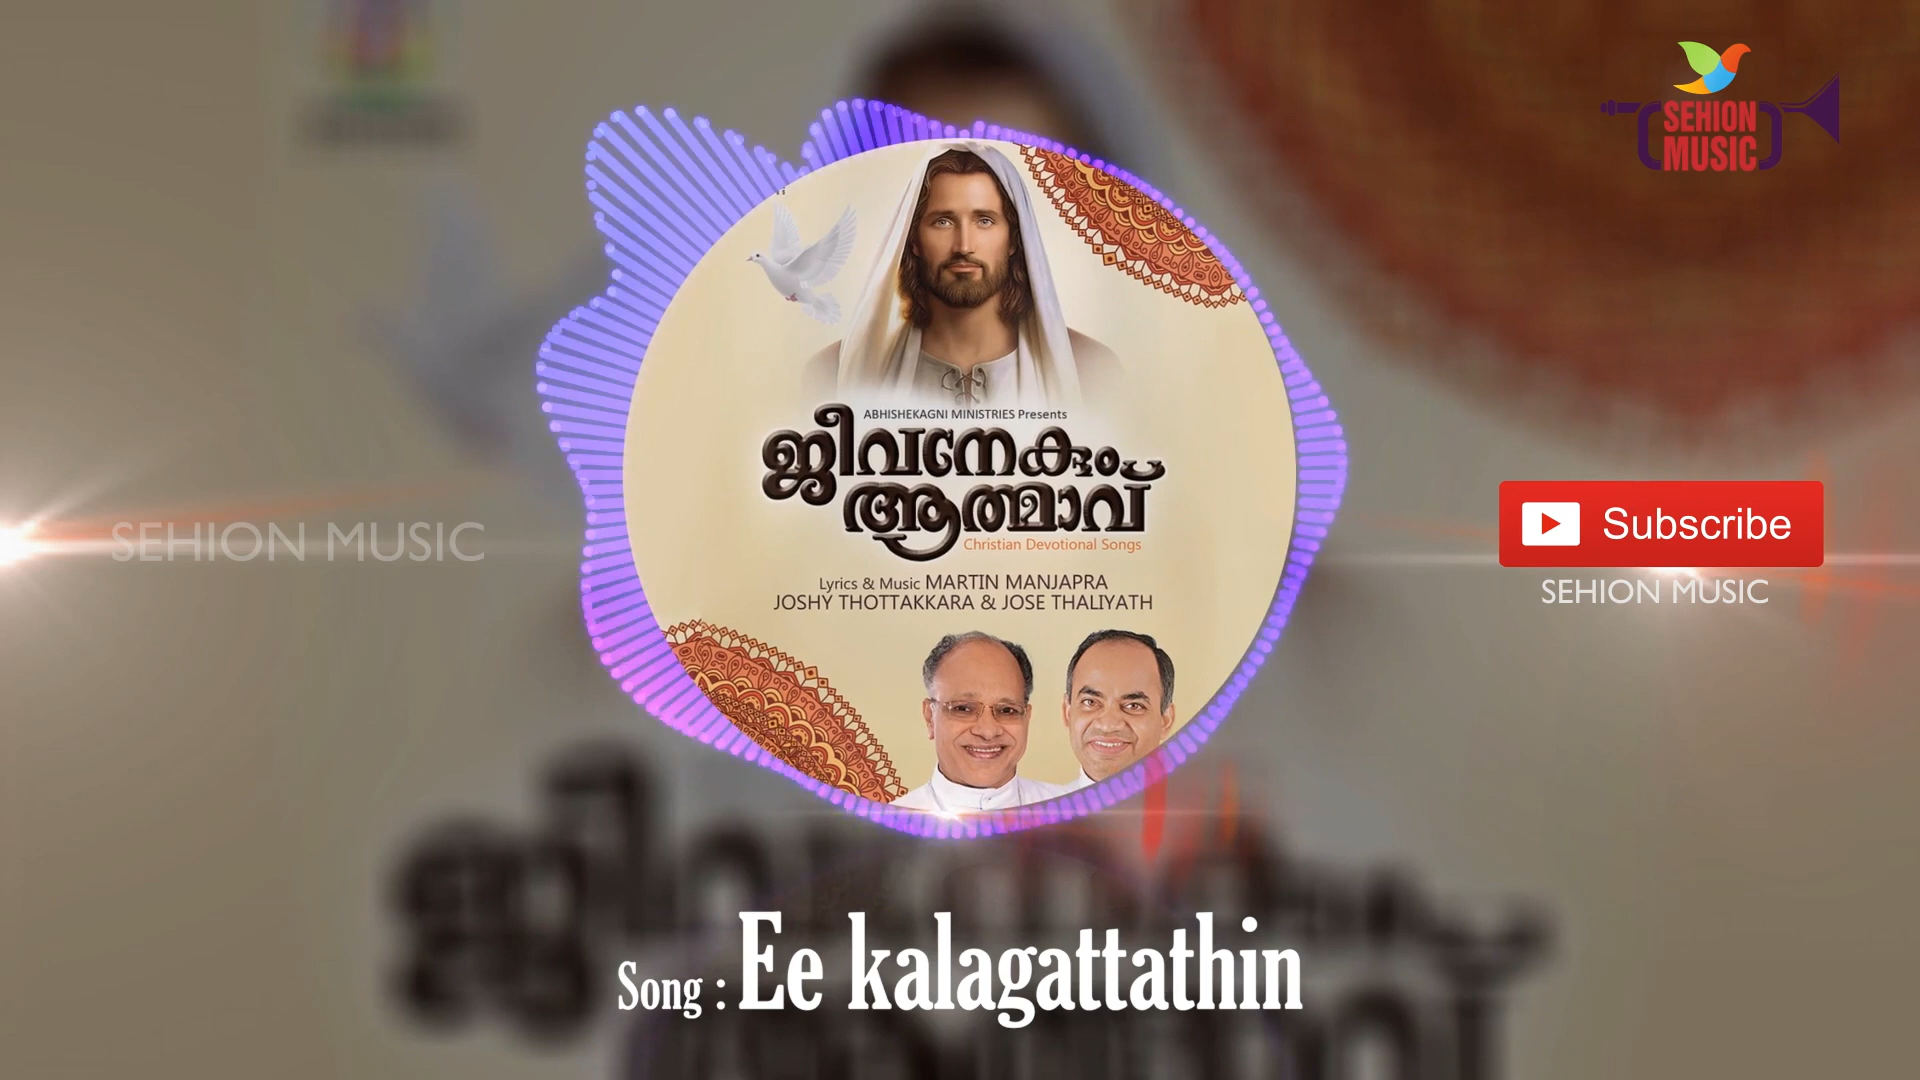 SEHION
MUSIC
ABHISHEKAGNI MINISTRIES Presents
ജീവനേകും
ആത്മാവ്
Christian Devotional Songs
Lyrics & Music MARTIN MANJAPRA
JOSHY THOTTAKKARA & JOSE THALIYATH
SEHION MUSIC
Subscribe
SEHION MUSIC
Song : Ee kalagattathin